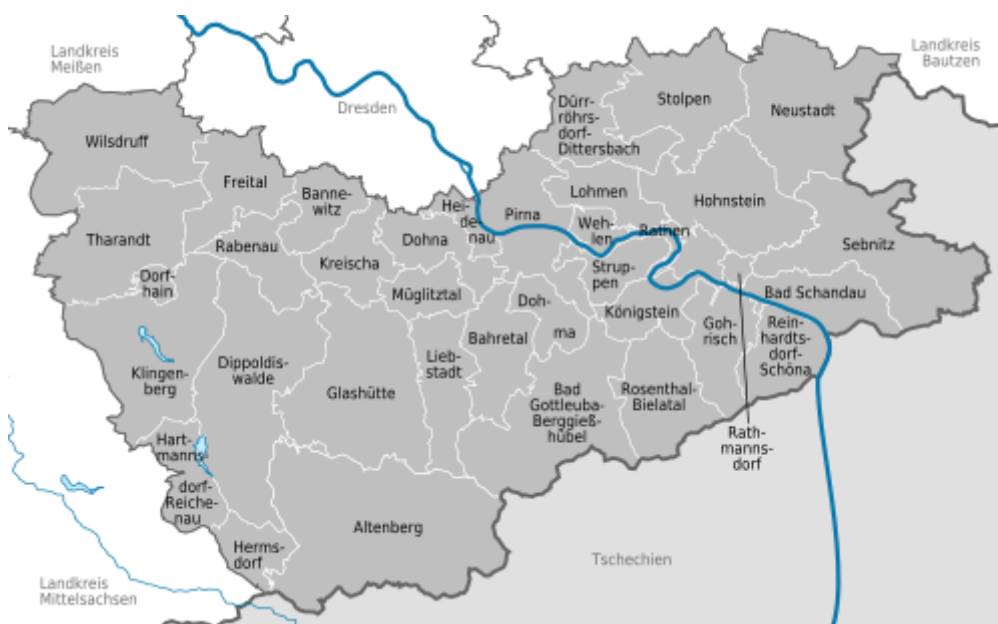 Landkreis
Meißen
Landkreis
Bautzen
Dresden
Stolpen
Neustadt
Dürr-
röhrs-
dorf-
Dittersbach
Wilsdruff
Freital
Banne-
witz
Lohmen
Hohnstein
Hei-
de-
nau
Pirna
Weh-
len
Rathen
Tharandt
Rabenau
Dohna
Sebnitz
Kreischa
Dorf-
hain
Strup-
pen
Müglitztal
Bad Schandau
Doh-
ma
Königstein
Goh-
risch
Rein-
hardts-
dorf-
Schöna
Bahretal
Lieb-
stadt
Klingen-
berg
Dippoldis-
walde
Glashütte
Bad
Gottleuba-
Berggieß-
hübel
Rosenthal-
Bielatal
Rath-
manns-
dorf
Hart-
manns-
dorf-
Reiche-
nau
Altenberg
Herms-
dorf
Tschechien
Landkreis
Mittelsachsen